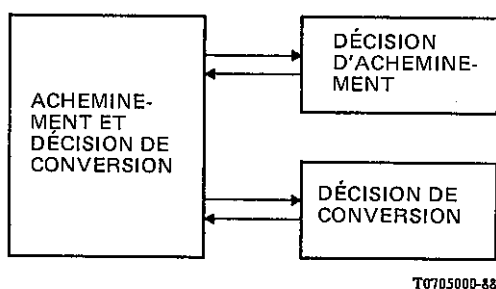 ACHEMINE-
MENT ET
DÉCISION DE
CONVERSION
DÉCISION
D'ACHEMINE-
MENT
DÉCISION DE
CONVERSION
T0705000-88